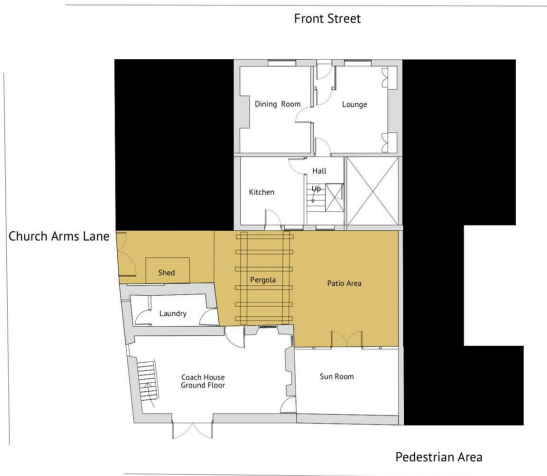 Front Street
Dining Room
Lounge
Hall
Up
Kitchen
Church Arms Lane
Shed
Pergola
Patio Area
Laundry
Coach House
Ground Floor
Sun Room
Pedestrian Area